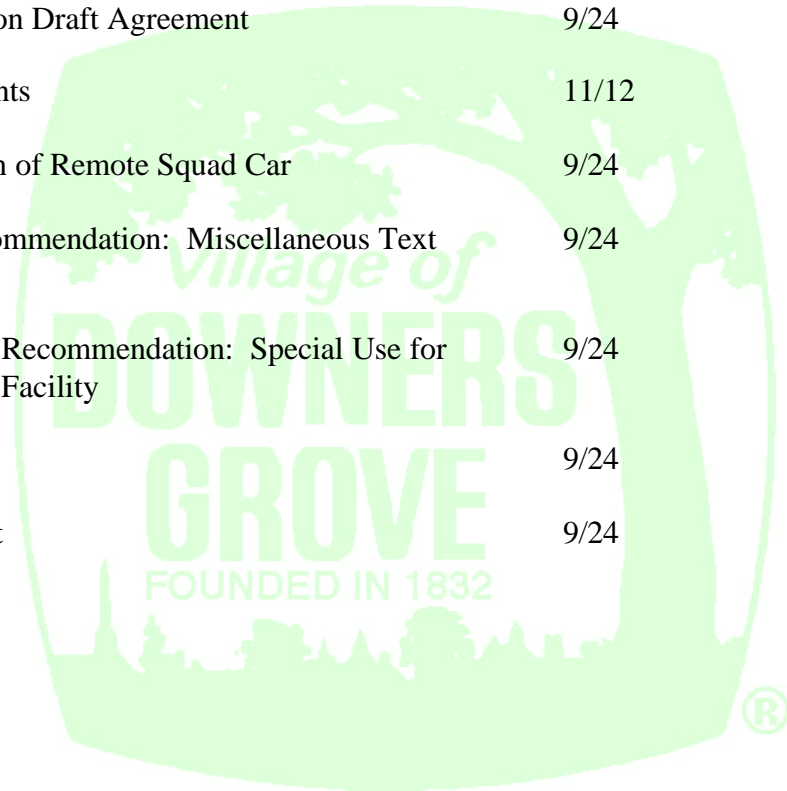 on Draft Agreement 9/24
nts 11/12
n of Remote Squad Car 9/24
ommendation: Miscellaneous Text 9/24
Village of
Recommendation: Special Use for 9/24
Facility
DOWNERS
9/24
GROVE
t 9/24
FOUNDED IN 1832
®